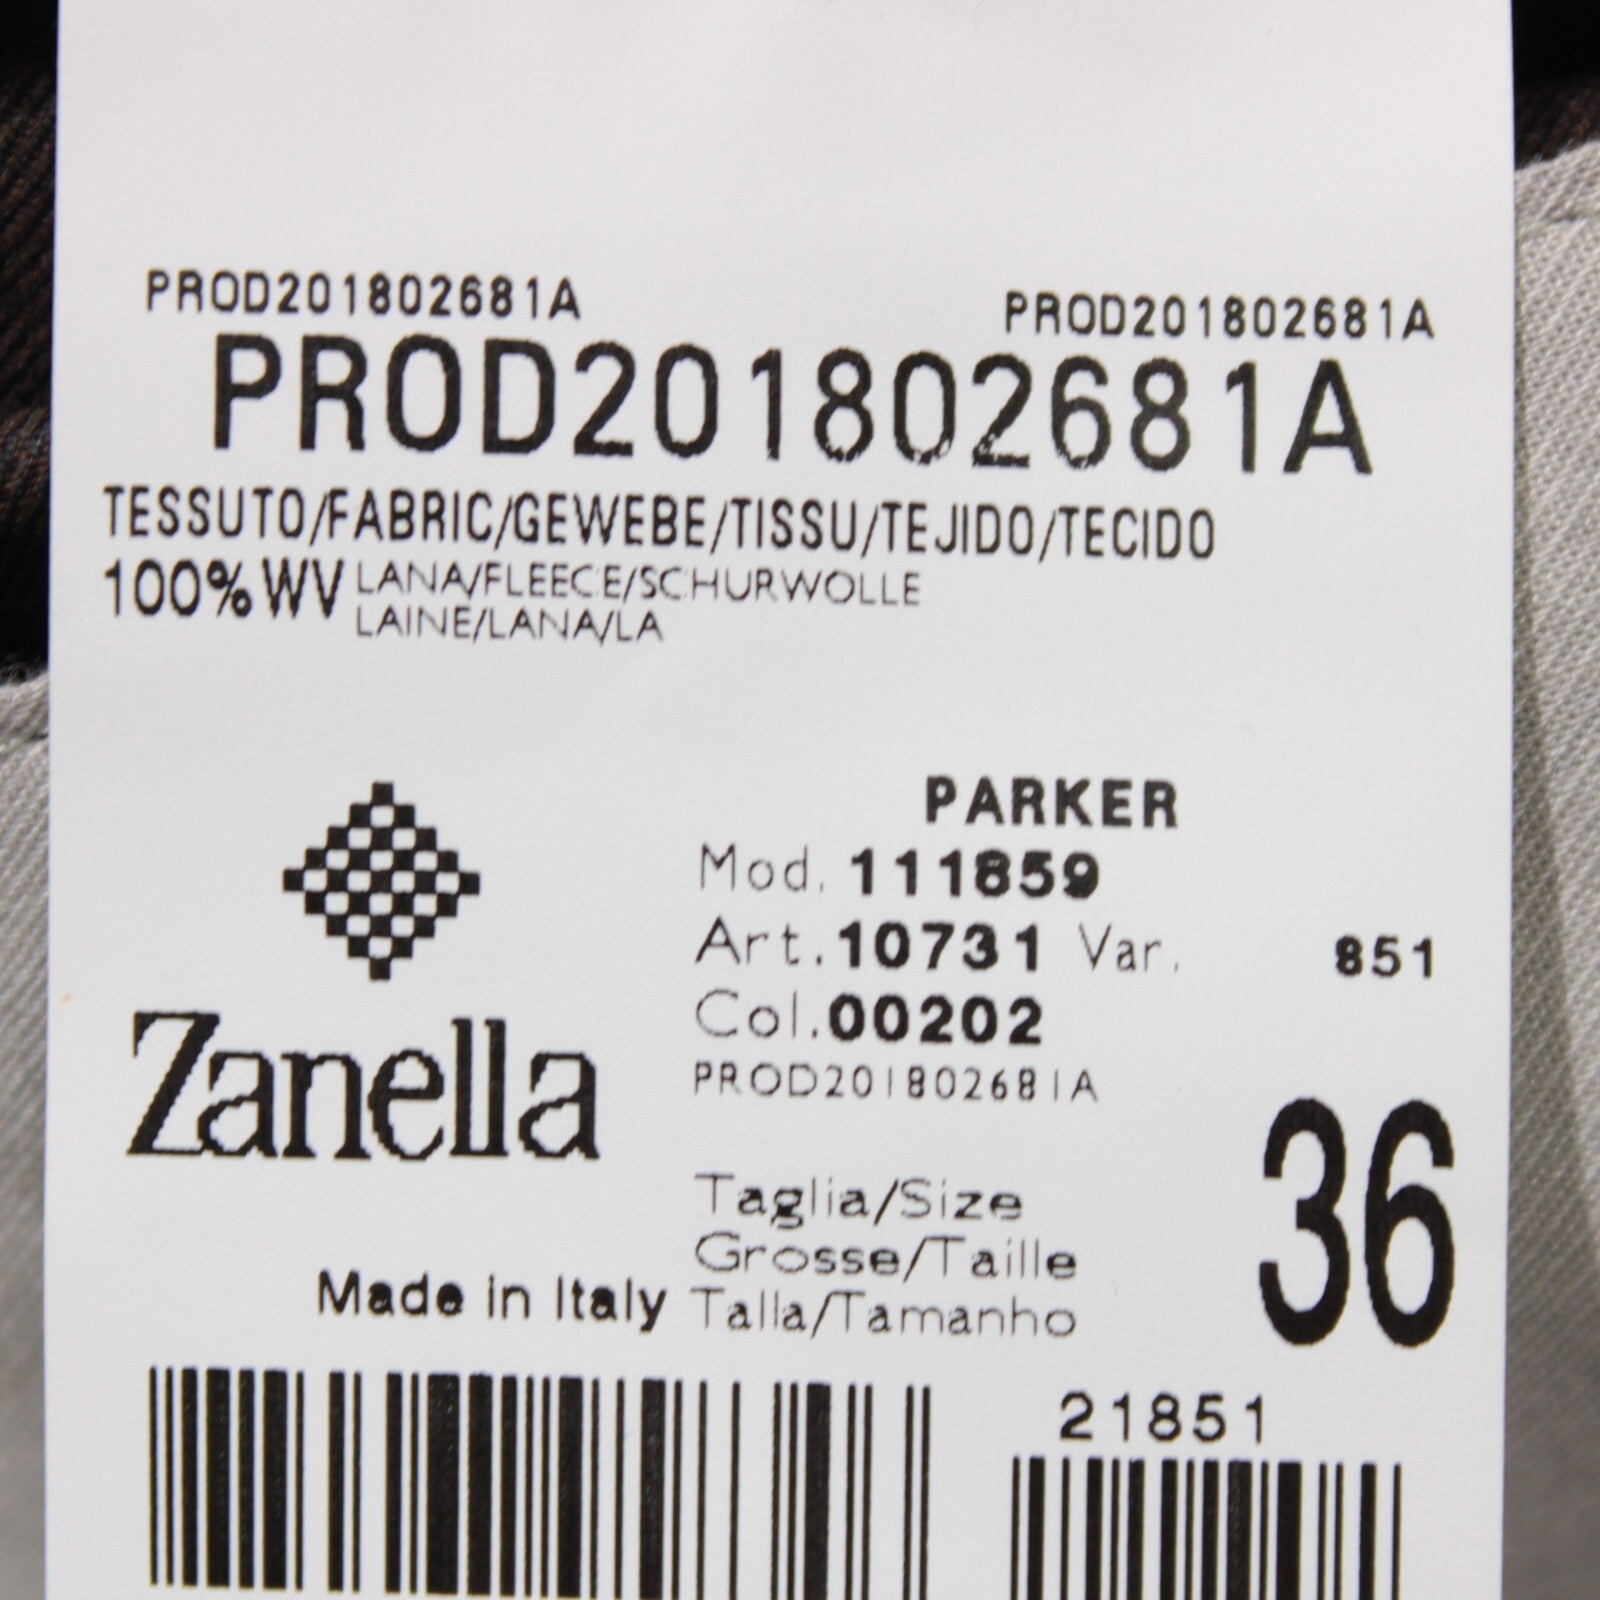 PROD201802681A PROD201802681A
PROD201802681A
TESSUTO/FABRIC/GEWEBE/TISSU/TEJIDO/TECIDO
100% WV LANA/FLEECE/SCHURWOLLE
LAINE/LANA/LA
PARKER
Mod. 111859
Art. 10731 Var. 851
Col. 00202
PROD201802681A
Zanella
Made in Italy
Taglia/Size
Grosse/Taille
Talla/Tamanho
36
21851